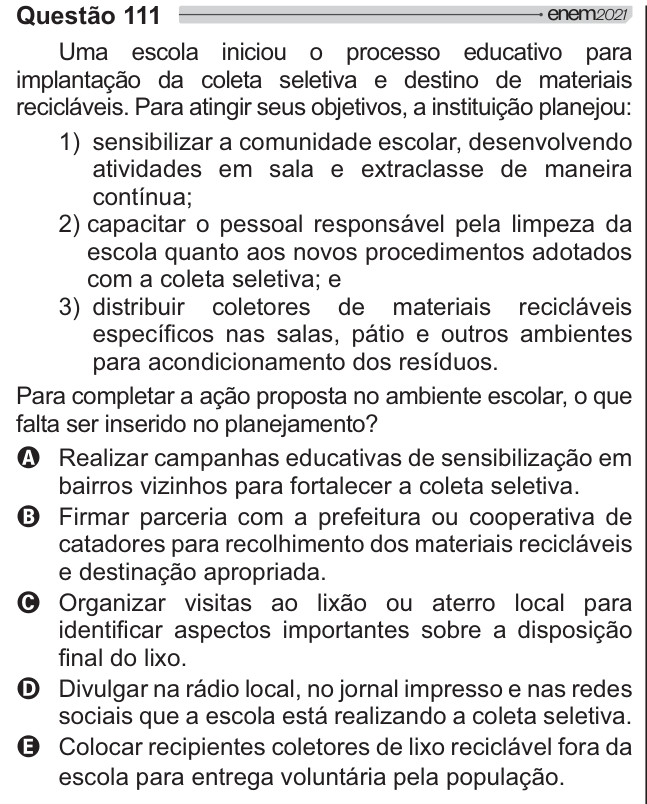 Questão 111
enem2021
Uma escola iniciou o processo educativo para
implantação da coleta seletiva e destino de materiais
recicláveis. Para atingir seus objetivos, a instituição planejou:
1) sensibilizar a comunidade escolar, desenvolvendo
atividades em sala e extraclasse de maneira
contínua;
2) capacitar o pessoal responsável pela limpeza da
escola quanto aos novos procedimentos adotados
com a coleta seletiva; e
3) distribuir coletores de materiais recicláveis
específicos nas salas, pátio e outros ambientes
para acondicionamento dos resíduos.
Para completar a ação proposta no ambiente escolar, o que
falta ser inserido no planejamento?
A Realizar campanhas educativas de sensibilização em
bairros vizinhos para fortalecer a coleta seletiva.
B Firmar parceria com a prefeitura ou cooperativa de
catadores para recolhimento dos materiais recicláveis
e destinação apropriada.
C Organizar visitas ao lixão ou aterro local para
identificar aspectos importantes sobre a disposição
final do lixo.
D Divulgar na rádio local, no jornal impresso e nas redes
sociais que a escola está realizando a coleta seletiva.
E Colocar recipientes coletores de lixo reciclável fora da
escola para entrega voluntária pela população.